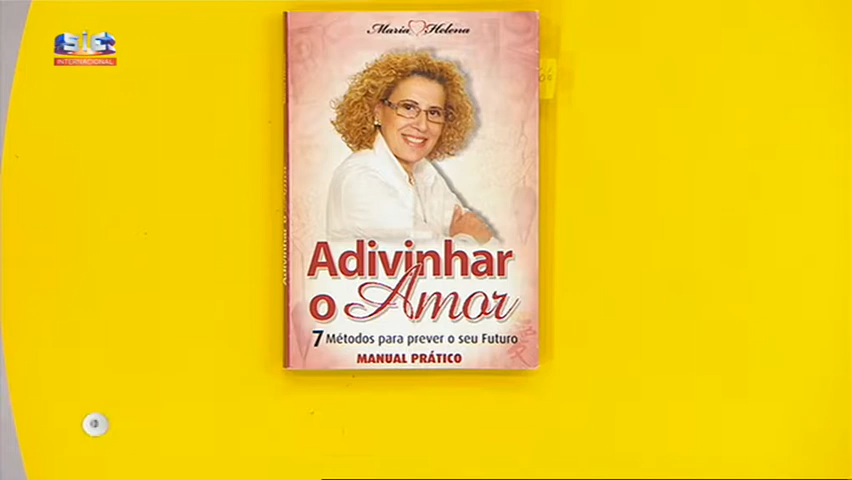 SIC
INTERNACIONAL
Maria Helena
Adivinhar
o Amor
7 Métodos para prever o seu Futuro
MANUAL PRÁTICO